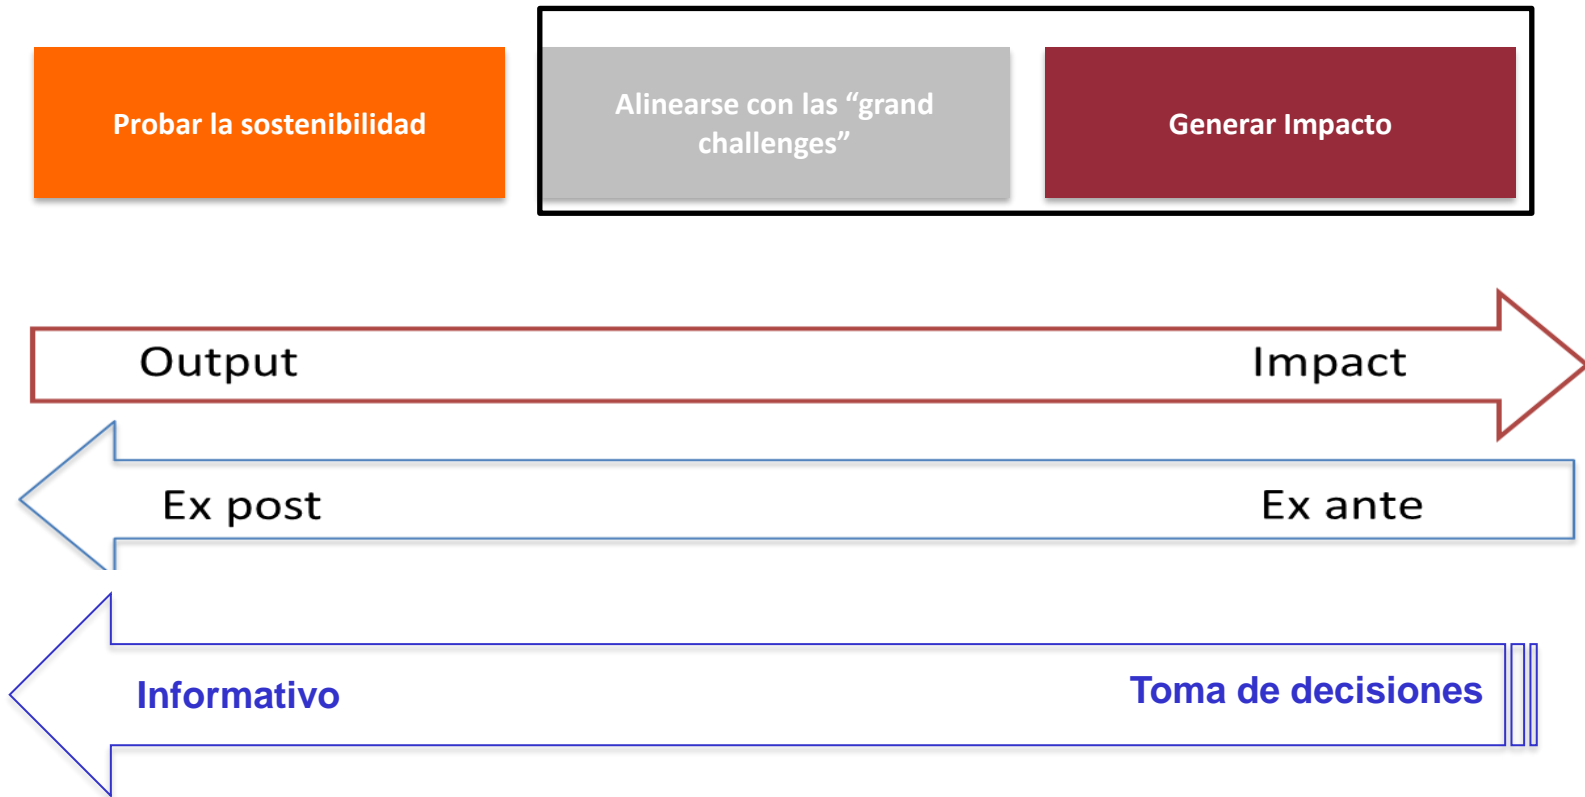 Probar la sostenibilidad
Alinearse con las “grand
challenges”
Generar Impacto
Output Impact
Ex post Ex ante
Informativo Toma de decisiones